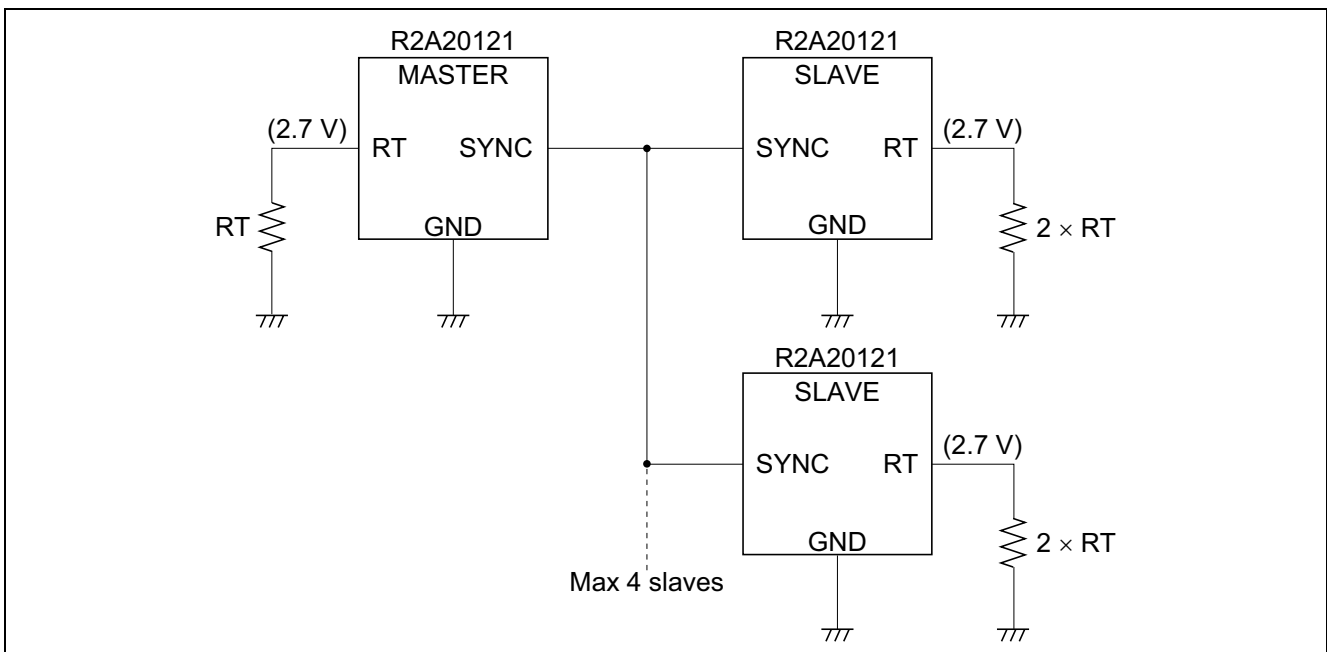 R2A20121
MASTER
(2.7 V)
RT
SYNC
RT
GND
R2A20121
SLAVE
(2.7 V)
SYNC
RT
GND
2 × RT
R2A20121
SLAVE
(2.7 V)
SYNC
RT
GND
2 × RT
Max 4 slaves